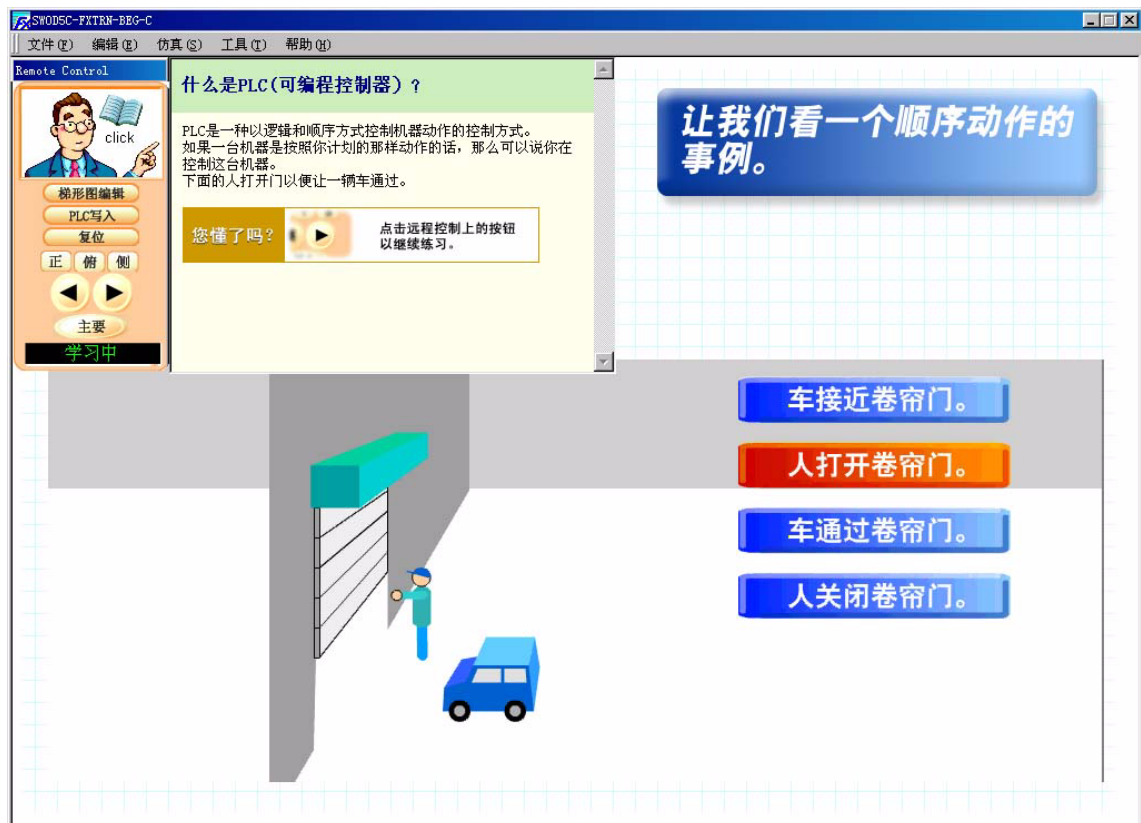 SWOD5C-FXTRN-BEG-C
文件(F) 编辑(E) 仿真(S) 工具(T) 帮助(H)
Remote Control
click
梯形图编辑
PLC写入
复位
正 俯 侧
主要
学习中
什么是PLC(可编程控制器)?
PLC是一种以逻辑和顺序方式控制机器动作的控制方式。
如果一台机器是按照你计划的那样动作的话，那么可以说你在
控制这台机器。
下面的人打开门以便让一辆车通过。
您懂了吗?
点击远程控制上的按钮
以继续练习。
让我们看一个顺序动作的
事例。
车接近卷帘门。
人打开卷帘门。
车通过卷帘门。
人关闭卷帘门。